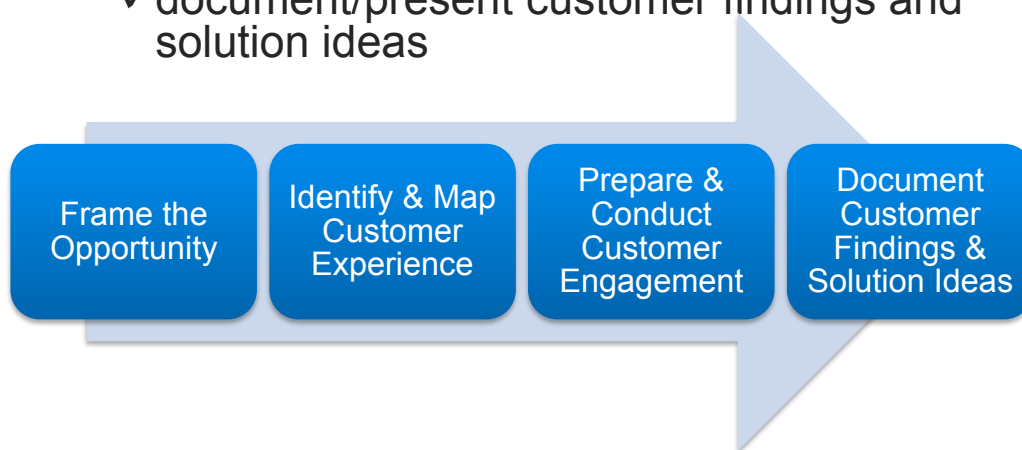 ✓ document/present customer findings and
solution ideas
Frame the
Opportunity
Identify & Map
Customer
Experience
Prepare &
Conduct
Customer
Engagement
Document
Customer
Findings &
Solution Ideas